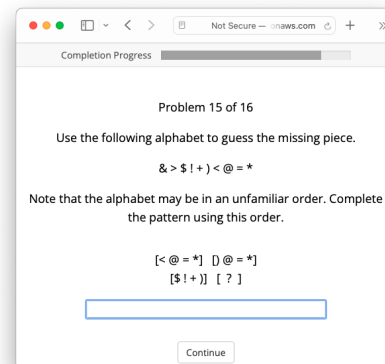 Not Secure — onaws.com
Completion Progress
Problem 15 of 16
Use the following alphabet to guess the missing piece.
& > $ ! + ) < @ = *
Note that the alphabet may be in an unfamiliar order. Complete
the pattern using this order.
[< @ = *] [) @ = *]
[$ ! + )] [ ? ]
Continue